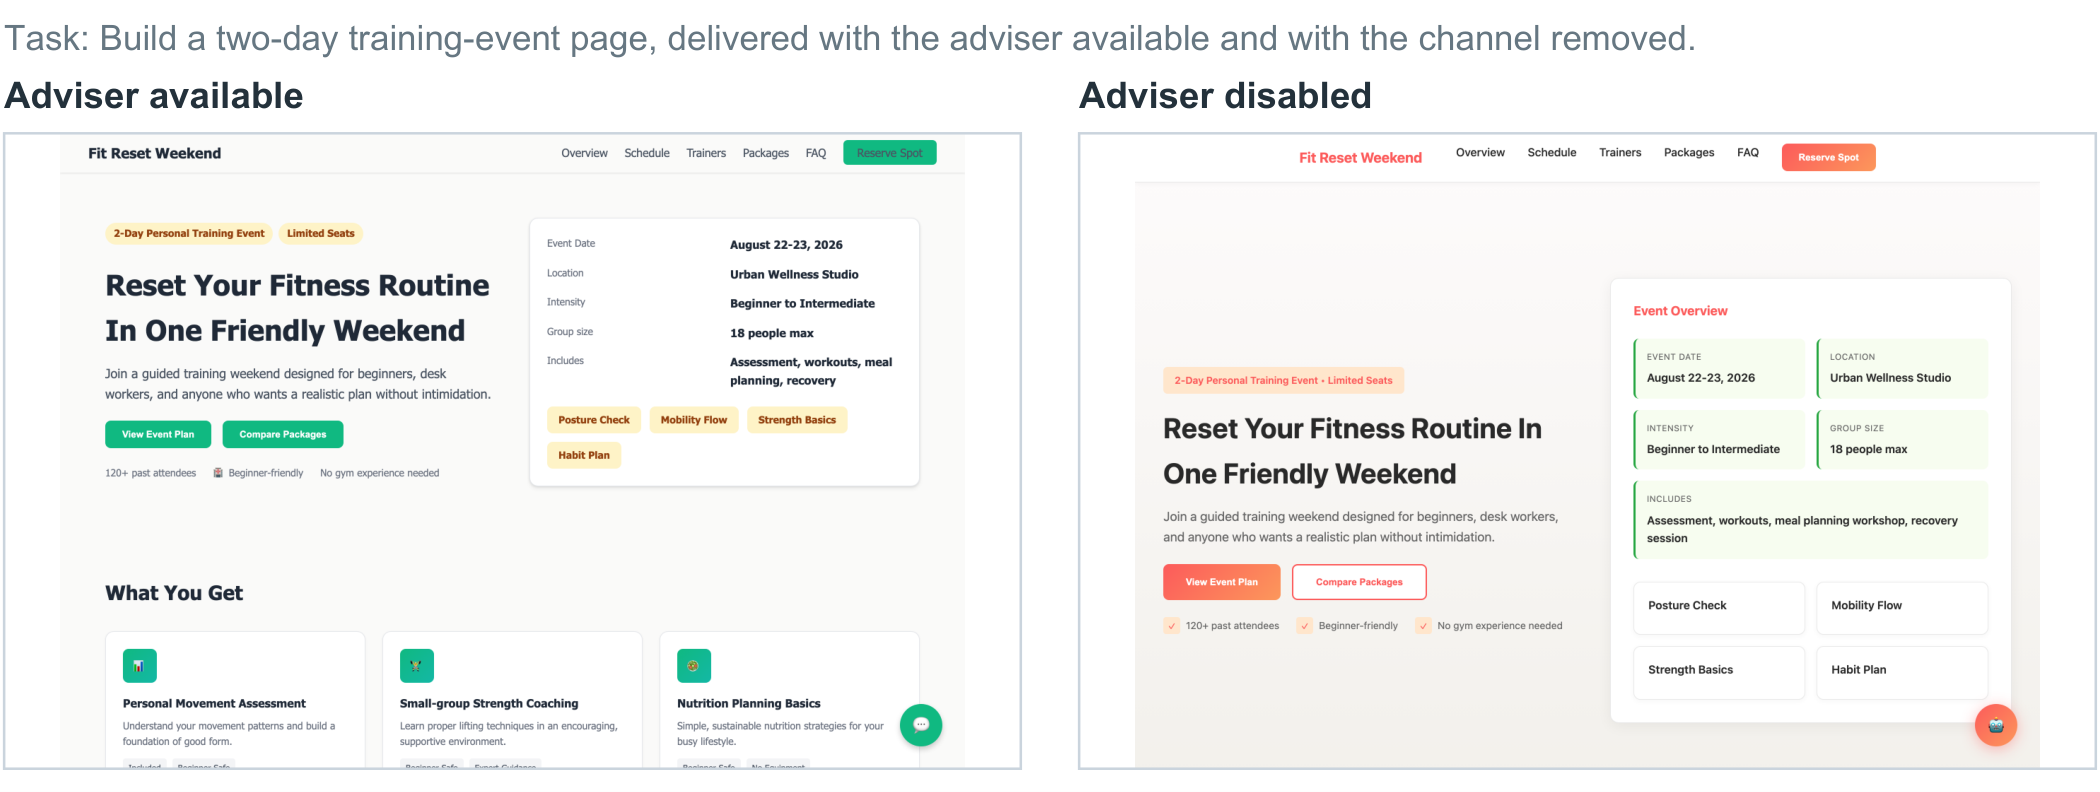 Task: Build a two-day training-event page, delivered with the adviser available and with the channel removed.
Adviser available
Fit Reset Weekend
Overview Schedule Trainers Packages FAQ Reserve Spot
2-Day Personal Training Event Limited Seats
Reset Your Fitness Routine
In One Friendly Weekend
Join a guided training weekend designed for beginners, desk
workers, and anyone who wants a realistic plan without intimidation.
View Event Plan Compare Packages
120+ past attendees Beginner-friendly No gym experience needed
Event Date August 22-23, 2026
Location Urban Wellness Studio
Intensity Beginner to Intermediate
Group size 18 people max
Includes Assessment, workouts, meal
planning, recovery
Posture Check Mobility Flow Strength Basics
Habit Plan
What You Get
Personal Movement Assessment
Understand your movement patterns and build a
foundation of good form.
Included Beginner Safe
Small-group Strength Coaching
Learn proper lifting techniques in an encouraging,
supportive environment.
Beginner Safe Expert Guidance
Nutrition Planning Basics
Simple, sustainable nutrition strategies for your
busy lifestyle.
Beginner Safe No Equipment
Adviser disabled
Fit Reset Weekend
Overview Schedule Trainers Packages FAQ Reserve Spot
2-Day Personal Training Event • Limited Seats
Reset Your Fitness Routine In
One Friendly Weekend
Join a guided training weekend designed for beginners, desk workers,
and anyone who wants a realistic plan without intimidation.
View Event Plan Compare Packages
✓ 120+ past attendees ✓ Beginner-friendly ✓ No gym experience needed
Event Overview
EVENT DATE
August 22-23, 2026
LOCATION
Urban Wellness Studio
INTENSITY
Beginner to Intermediate
GROUP SIZE
18 people max
INCLUDES
Assessment, workouts, meal planning workshop, recovery
session
Posture Check
Mobility Flow
Strength Basics
Habit Plan